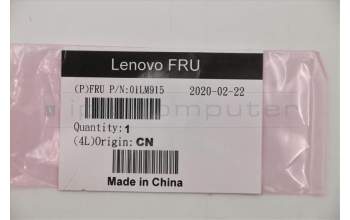 Lenovo FRU
(P)FRU P/N:01LM915 2020-02-22
Quantity:1
(4L)Origin:CN
Made in China